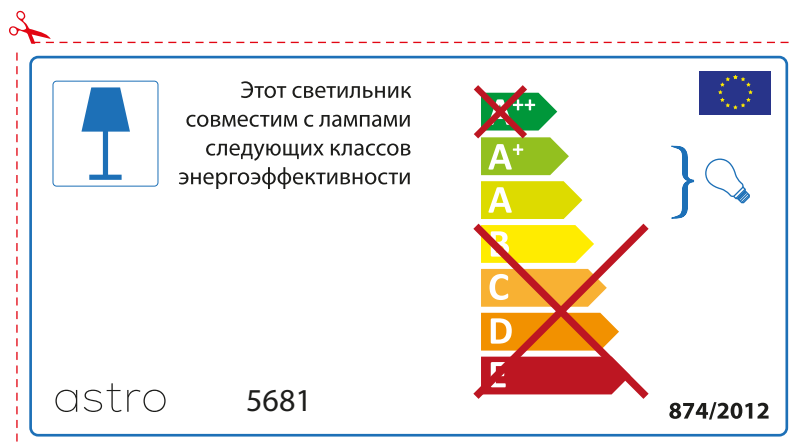 Этот светильник
совместим с лампами
следующих классов
энергоэффективности
A++
A+
A
B
C
D
E
astro
5681
874/2012